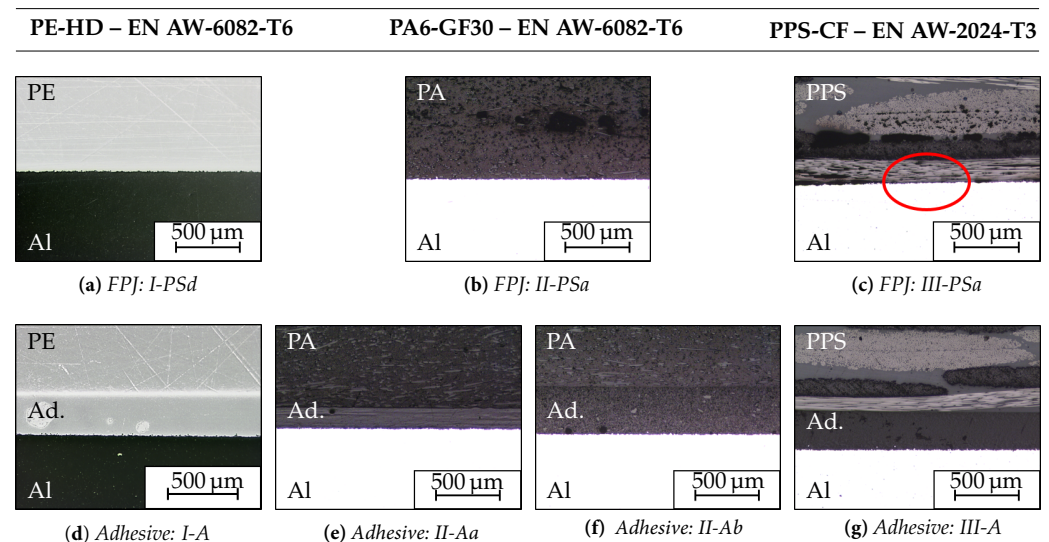 PE-HD – EN AW-6082-T6
PA6-GF30 – EN AW-6082-T6
PPS-CF – EN AW-2024-T3
PE
Al
500 µm
PA
Al
500 µm
PPS
Al
500 µm
(a) FPJ: I-PSd
(b) FPJ: II-PSa
(c) FPJ: III-PSa
PE
Ad.
Al
500 µm
PA
Ad.
Al
500 µm
PA
Ad.
Al
500 µm
PPS
Ad.
Al
500 µm
(d) Adhesive: I-A
(e) Adhesive: II-Aa
(f) Adhesive: II-Ab
(g) Adhesive: III-A